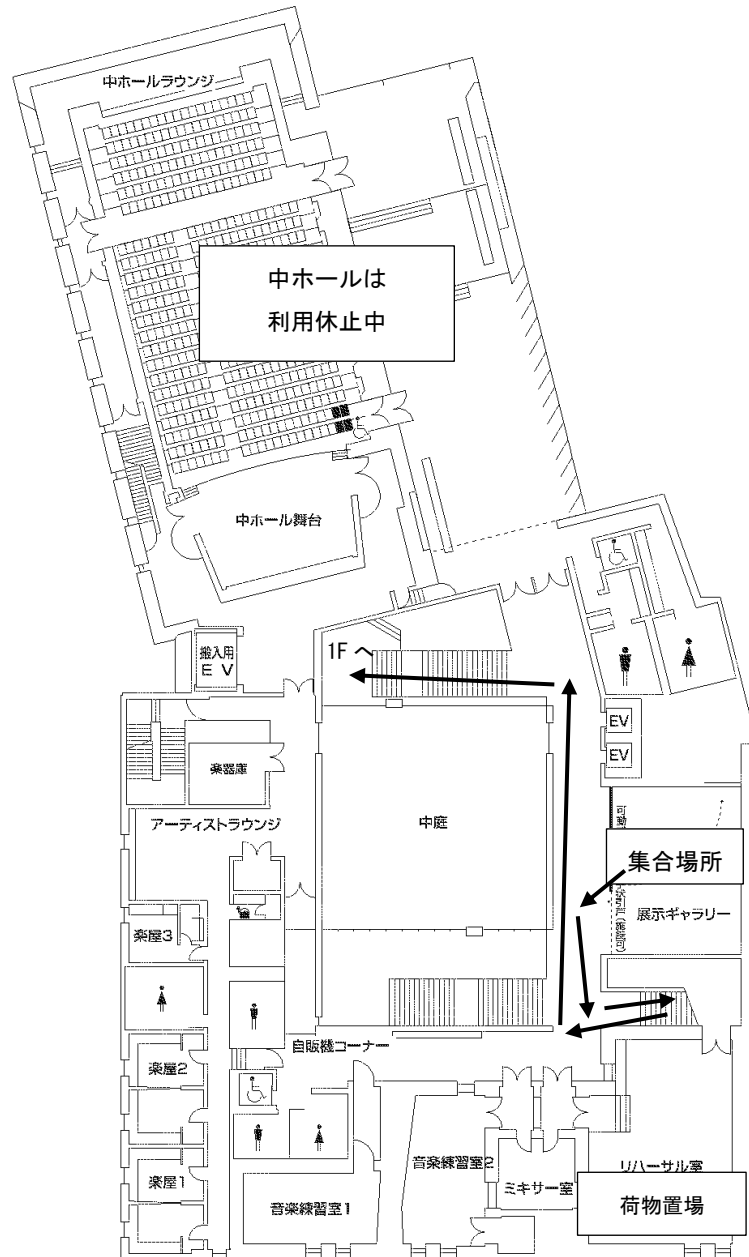 中ホールラウンジ
中ホールは
利用休止中
中ホール舞台
搬入用
ＥＶ
1F へ
EV
EV
楽器庫
アーティストラウンジ
中庭
集合場所
展示ギャラリー
楽屋3
自販機コーナー
楽屋2
楽屋1
音楽練習室1
音楽練習室2
ミキサー室
リハーサル室
荷物置場